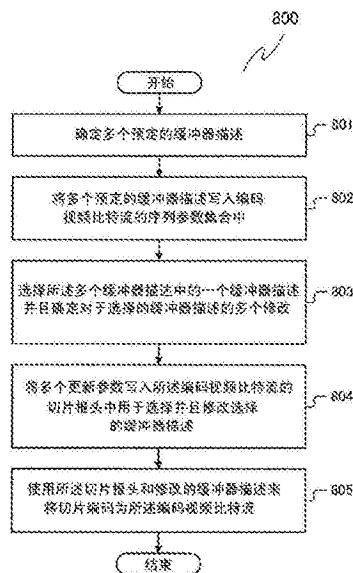 800
开始
确定多个预定的缓冲器描述
801
将多个预定的缓冲器描述写入编码
视频比特流的序列参数集合中
802
选择所述多个缓冲器描述中的一个缓冲器描述
并且确定对于选择的缓冲器描述的多个修改
803
将多个更新参数写入所述编码视频比特流的
切片报头中用于选择并且修改选择
的缓冲器描述
804
使用所述切片报头和修改的缓冲器描述来
将切片编码为所述编码视频比特流
805
结束